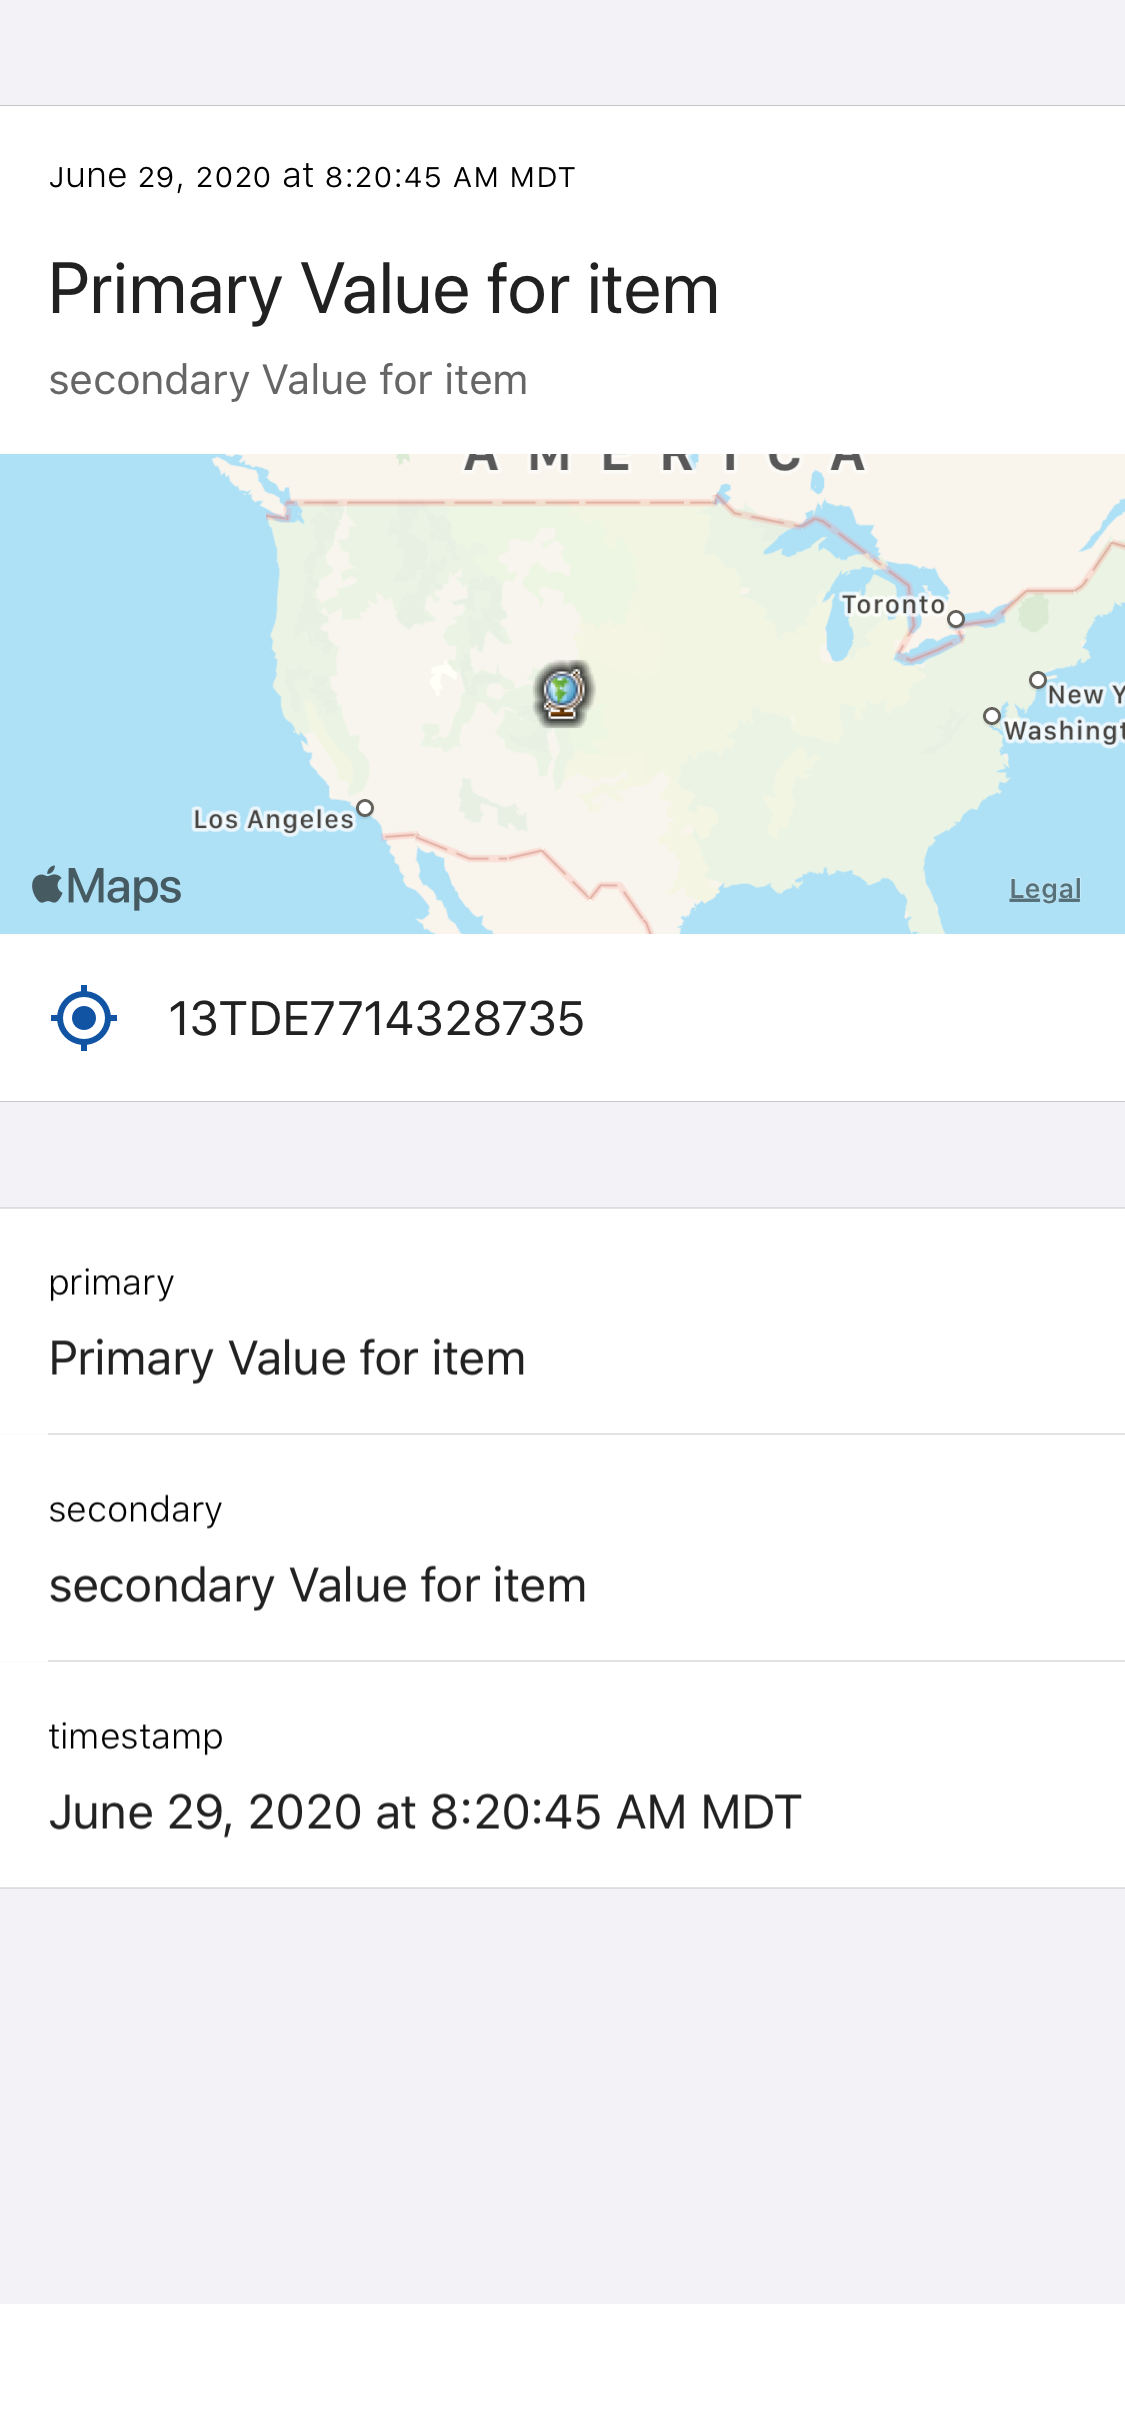 June 29, 2020 at 8:20:45 AM MDT
Primary Value for item
secondary Value for item
AMERICA
Toronto
New Y
Washingt
Los Angeles
Maps
Legal
13TDE7714328735
primary
Primary Value for item
secondary
secondary Value for item
timestamp
June 29, 2020 at 8:20:45 AM MDT